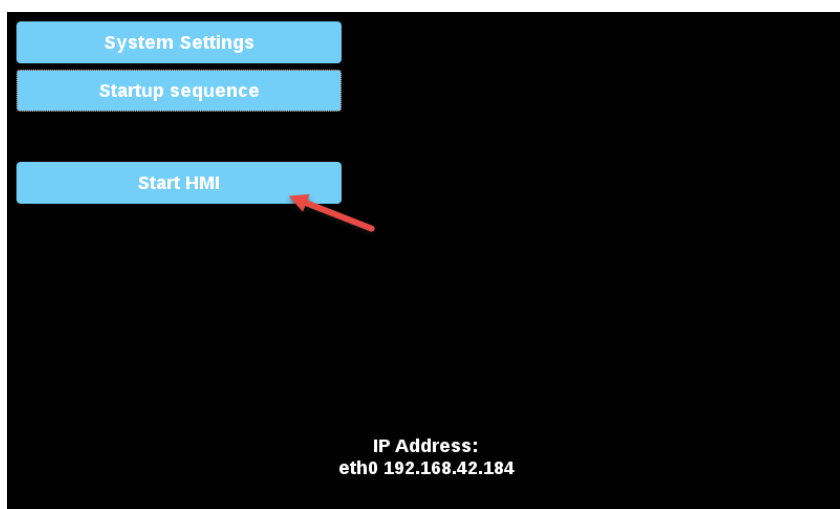 System Settings
Startup sequence
Start HMI
IP Address:
eth0 192.168.42.184